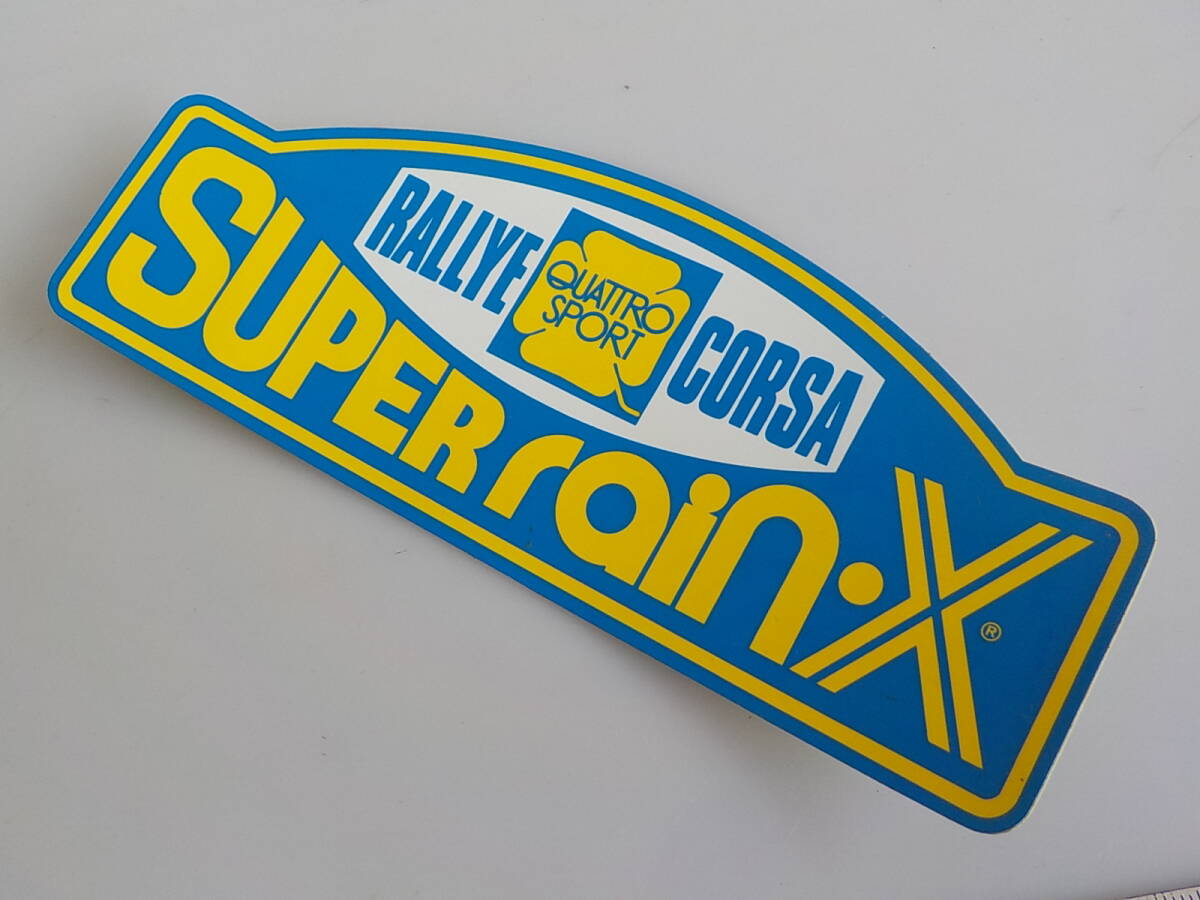 RALLYE
QUATTRO
SPORT
CORSA
SUPER rain·X ®